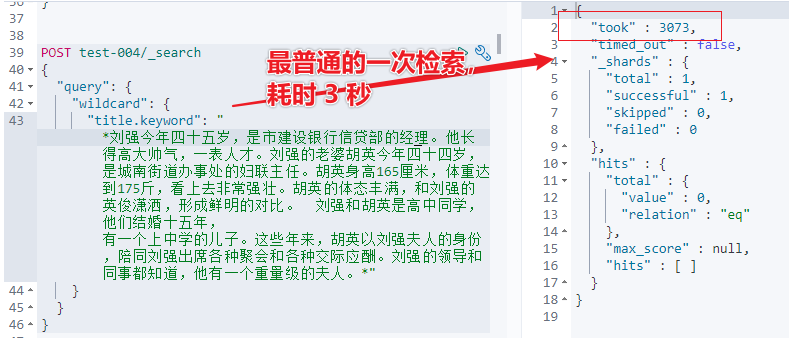 36 }
37
38
39 POST test-004/_search
40 {
41 "query": {
42 "wildcard": {
43 "title.keyword": "
*刘强今年四十五岁，是市建设银行信贷部的经理。他长
得高大帅气，一表人才。刘强的老婆胡英今年四十四岁，
是城南街道办事处的妇联主任。胡英身高165厘米，体重达
到175斤，看上去非常强壮。胡英的体态丰满，和刘强的
英俊潇洒，形成鲜明的对比。 刘强和胡英是高中同学，
他们结婚十五年，
有一个上中学的儿子。这些年来，胡英以刘强夫人的身份
，陪同刘强出席各种聚会和各种交际应酬。刘强的领导和
同事都知道，他有一个重量级的夫人。*"
44 }
45 }
46 }
最普通的一次检索，
耗时 3 秒
1 {
2 "took" : 3073,
3 "timed_out" : false,
4 "_shards" : {
5 "total" : 1,
6 "successful" : 1,
7 "skipped" : 0,
8 "failed" : 0
9 },
10 "hits" : {
11 "total" : {
12 "value" : 0,
13 "relation" : "eq"
14 },
15 "max_score" : null,
16 "hits" : [ ]
17 }
18 }
19